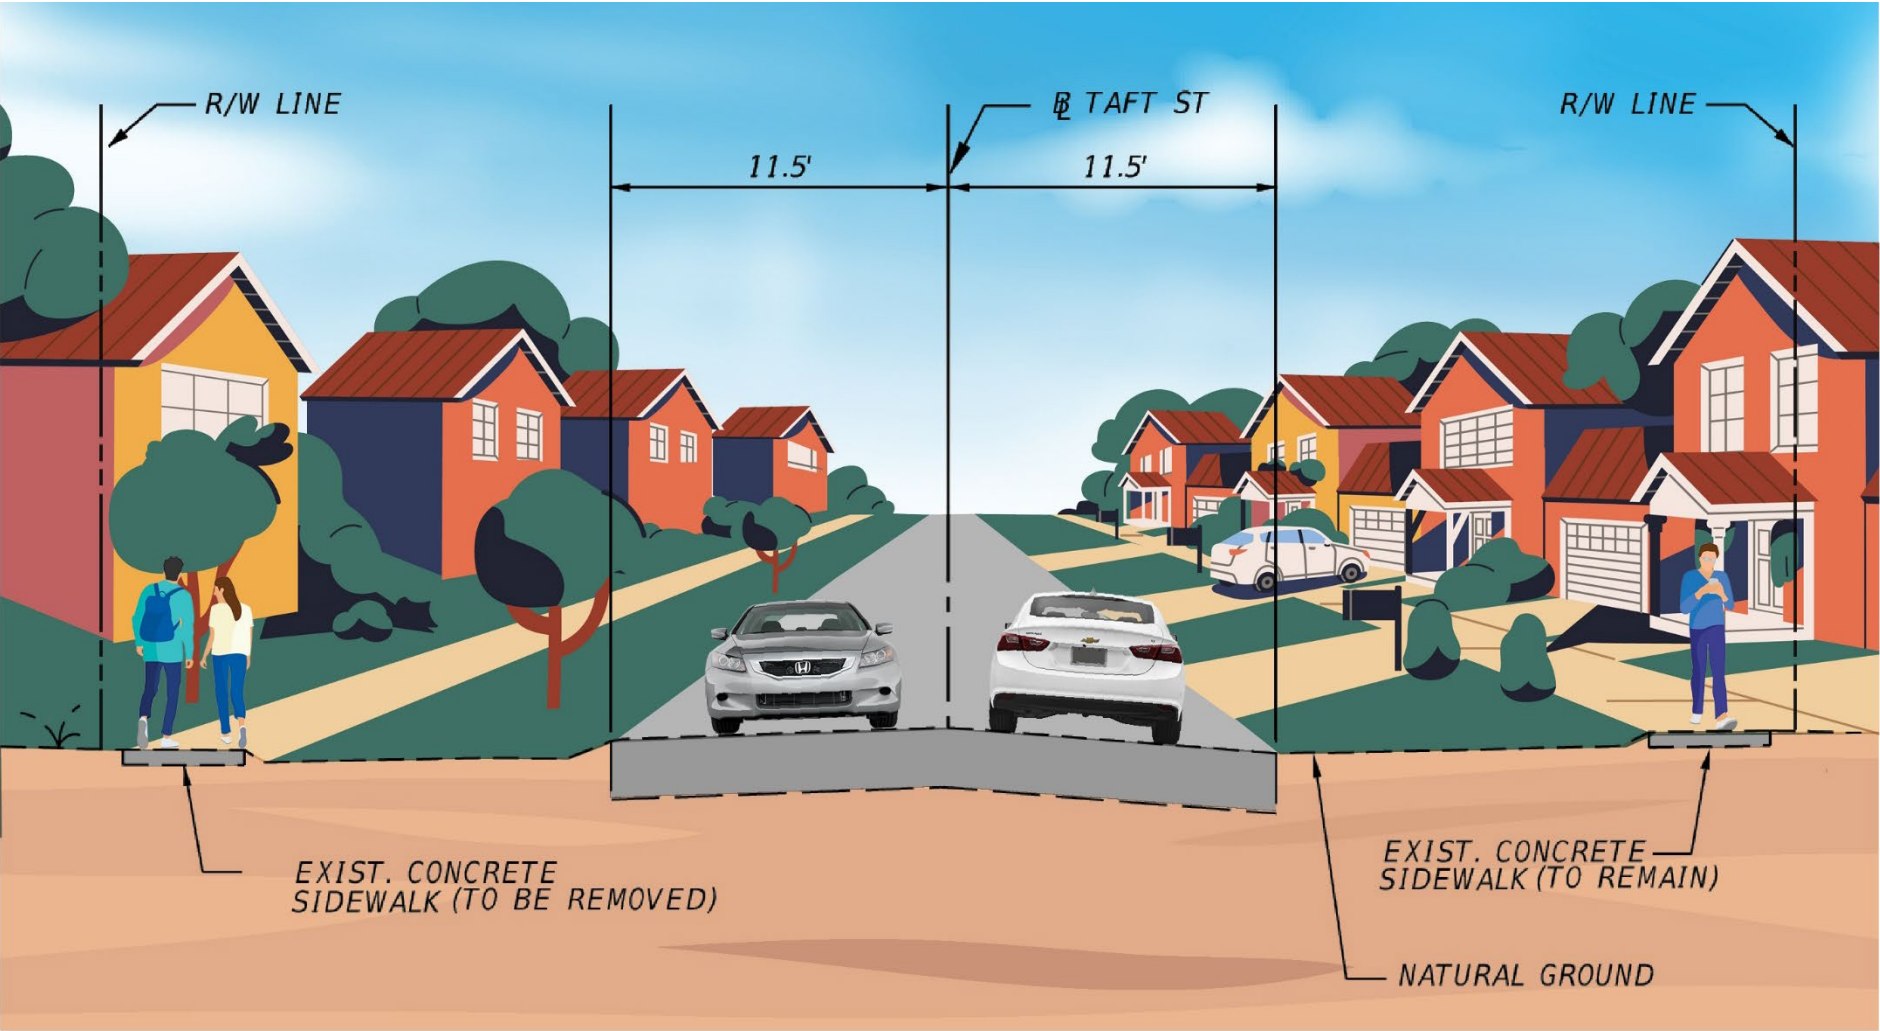 R/W LINE
BL TAFT ST
R/W LINE
11.5'
11.5'
EXIST. CONCRETE
SIDEWALK (TO BE REMOVED)
EXIST. CONCRETE
SIDEWALK (TO REMAIN)
NATURAL GROUND